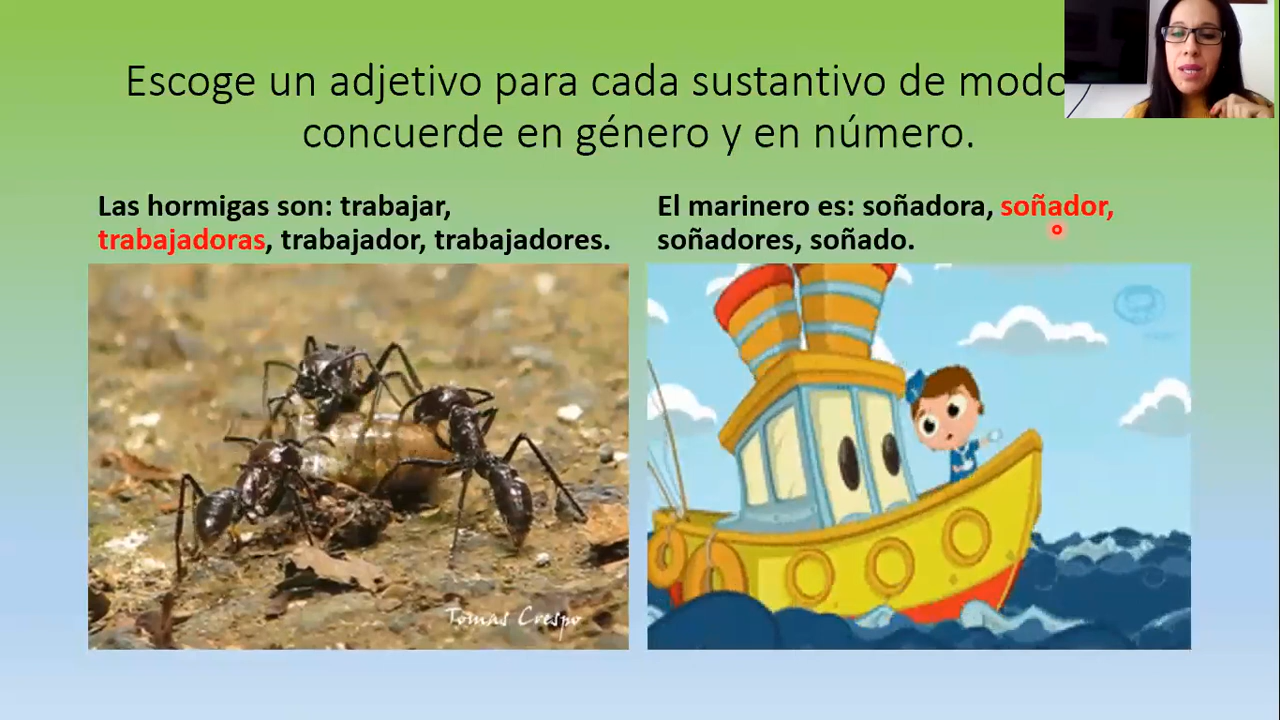 Escoge un adjetivo para cada sustantivo de modo
concuerde en género y en número.
Las hormigas son: trabajar,
trabajadoras, trabajador, trabajadores.
El marinero es: soñadora, soñador,
soñadores, soñado.
Tomas Crespo